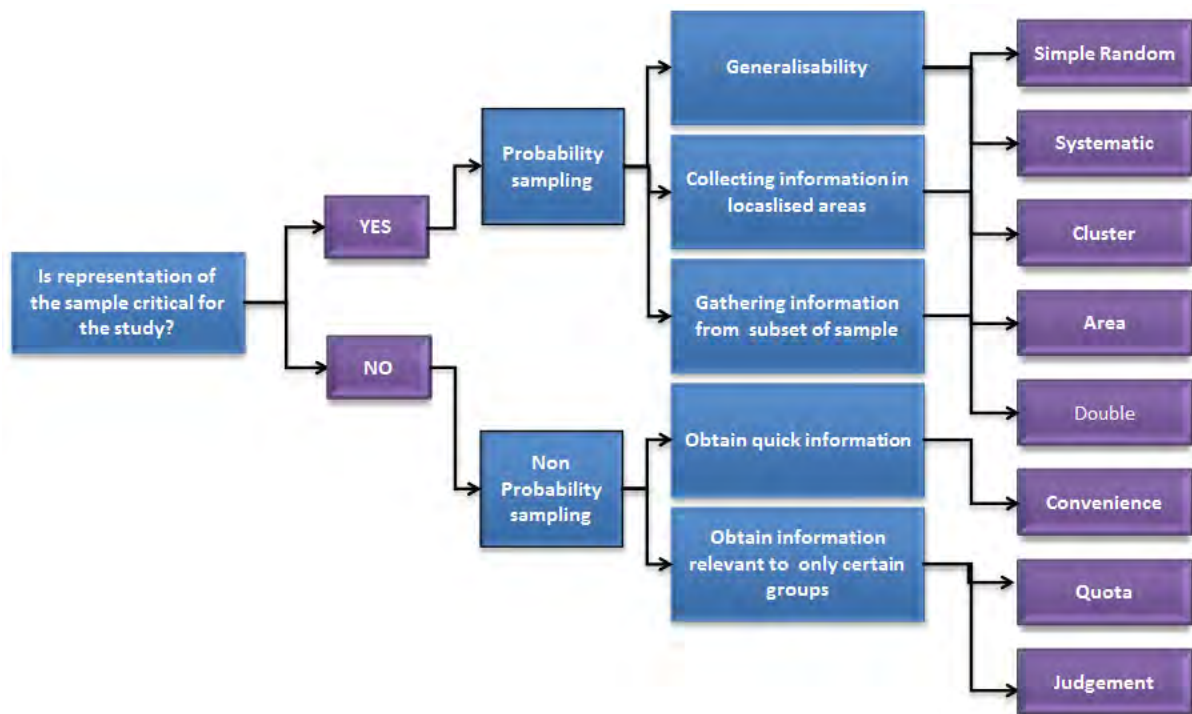 Is representation of
the sample critical for
the study?
YES
NO
Probability
sampling
Non
Probability
sampling
Generalisability
Collecting information in
locaslised areas
Gathering information
from subset of sample
Obtain quick information
Obtain information
relevant to only certain
groups
Simple Random
Systematic
Cluster
Area
Double
Convenience
Quota
Judgement